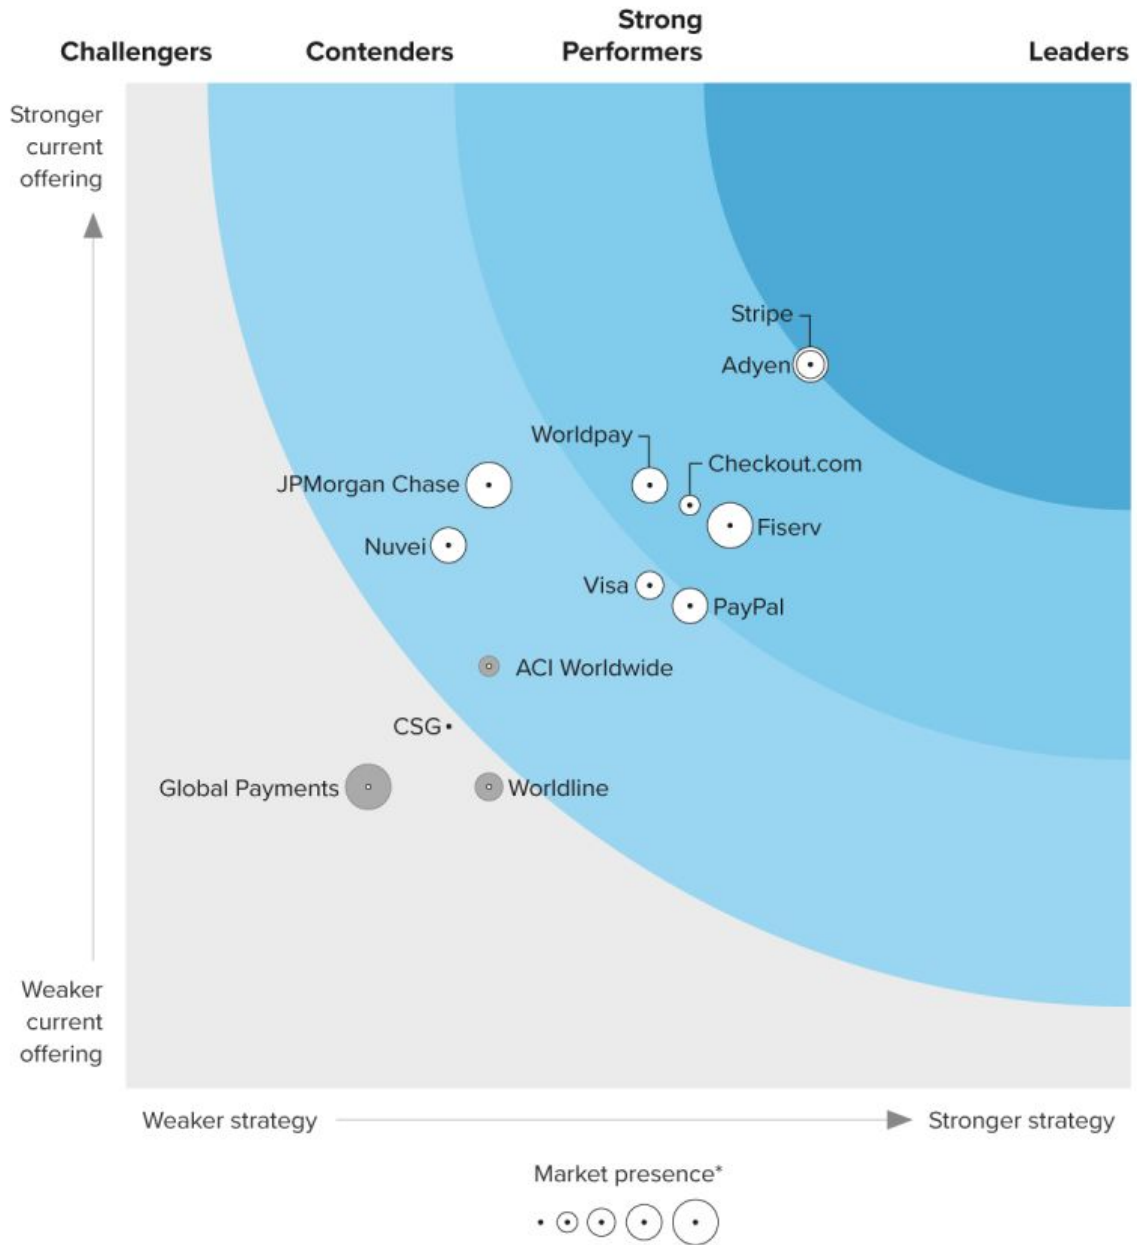 Strong
Challengers Contenders Performers Leaders
Stronger
current
offering
Stripe
Adyen
Worldpay
Checkout.com
JPMorgan Chase
Fiserv
Nuvei
Visa
PayPal
ACI Worldwide
CSG
Global Payments
Worldline
Weaker
current
offering
Weaker strategy
Stronger strategy
Market presence*